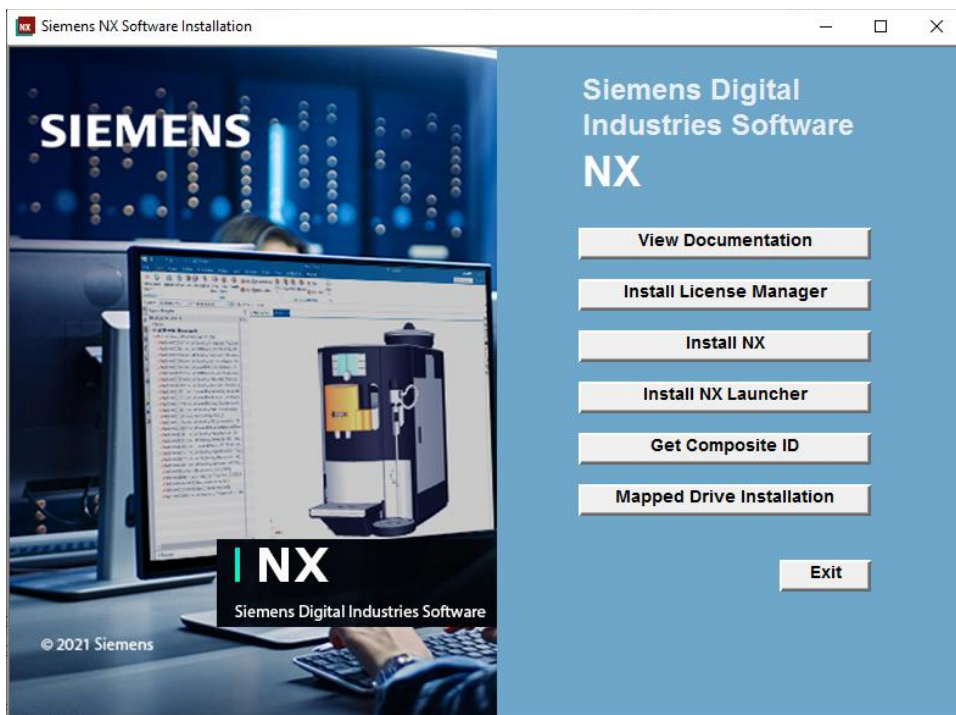 Siemens NX Software Installation
SIEMENS
NX
Siemens Digital Industries Software
© 2021 Siemens
Siemens Digital
Industries Software
NX
View Documentation
Install License Manager
Install NX
Install NX Launcher
Get Composite ID
Mapped Drive Installation
Exit